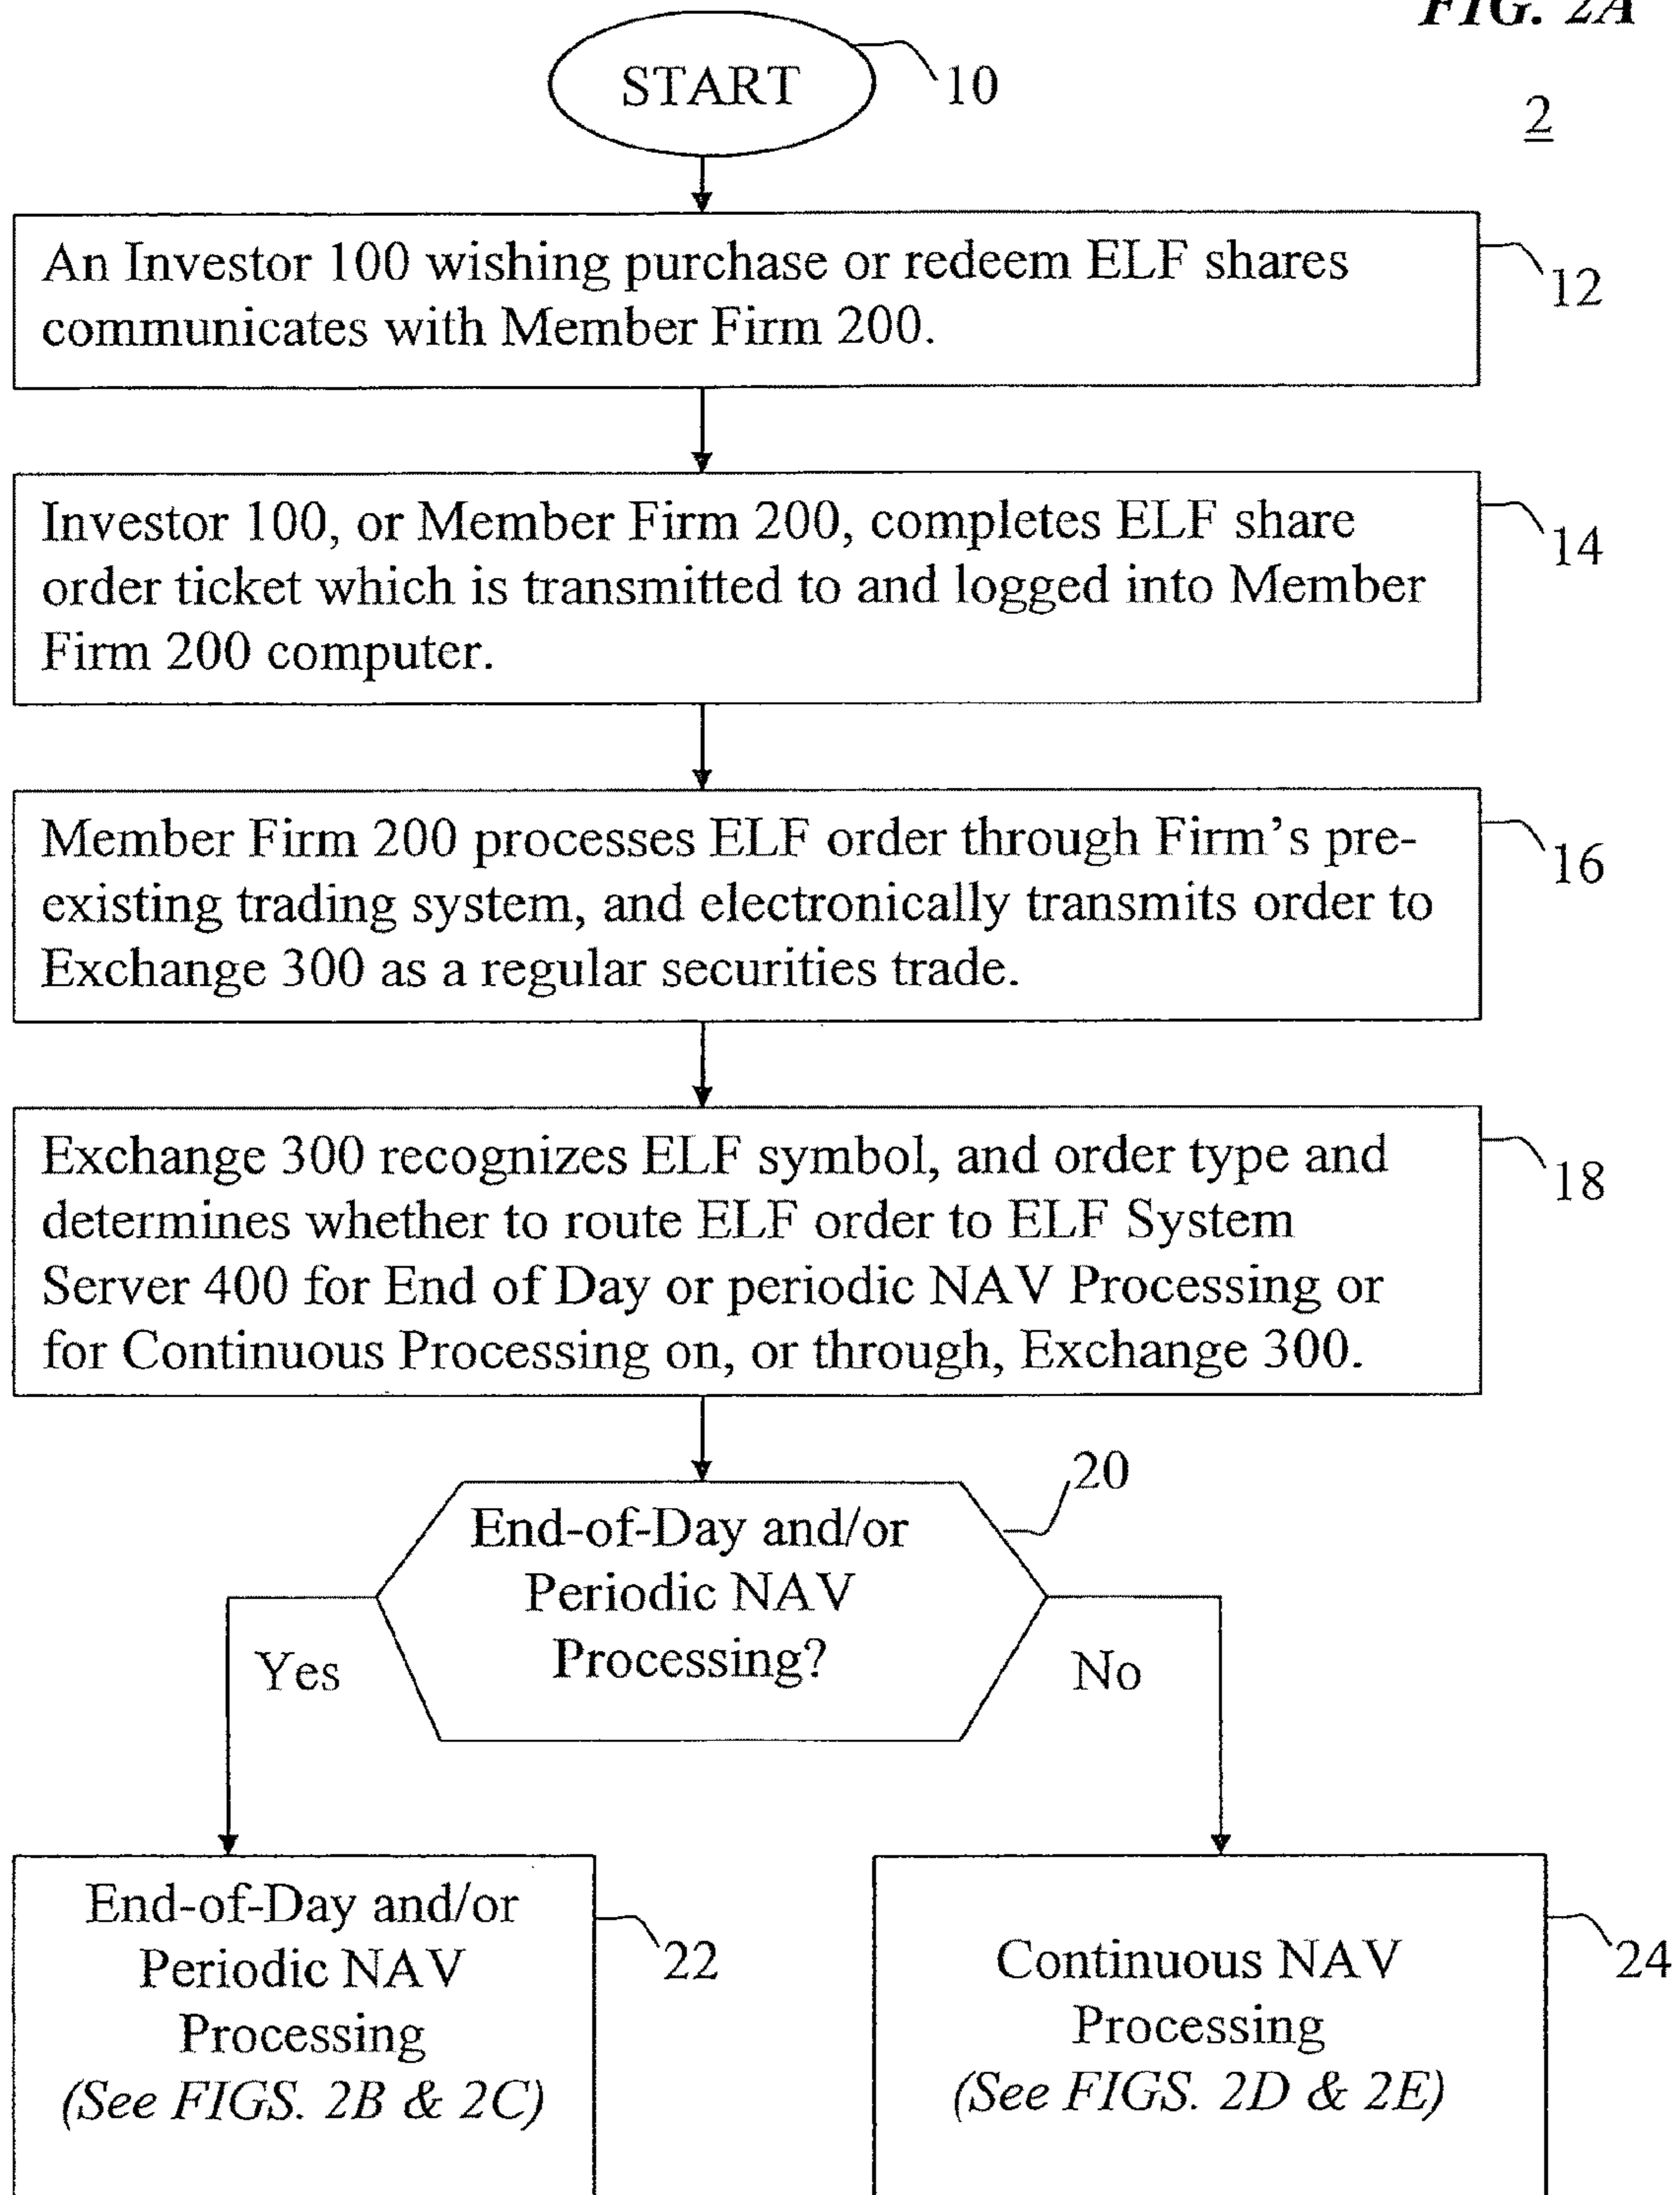 FIG. 2A
START
10
2
An Investor 100 wishing purchase or redeem ELF shares
communicates with Member Firm 200.
12
Investor 100, or Member Firm 200, completes ELF share
order ticket which is transmitted to and logged into Member
Firm 200 computer.
14
Member Firm 200 processes ELF order through Firm's pre-
existing trading system, and electronically transmits order to
Exchange 300 as a regular securities trade.
16
Exchange 300 recognizes ELF symbol, and order type and
determines whether to route ELF order to ELF System
Server 400 for End of Day or periodic NAV Processing or
for Continuous Processing on, or through, Exchange 300.
18
20
End-of-Day and/or
Periodic NAV
Processing?
Yes
No
End-of-Day and/or
Periodic NAV
Processing
(See FIGS. 2B & 2C)
22
Continuous NAV
Processing
(See FIGS. 2D & 2E)
24